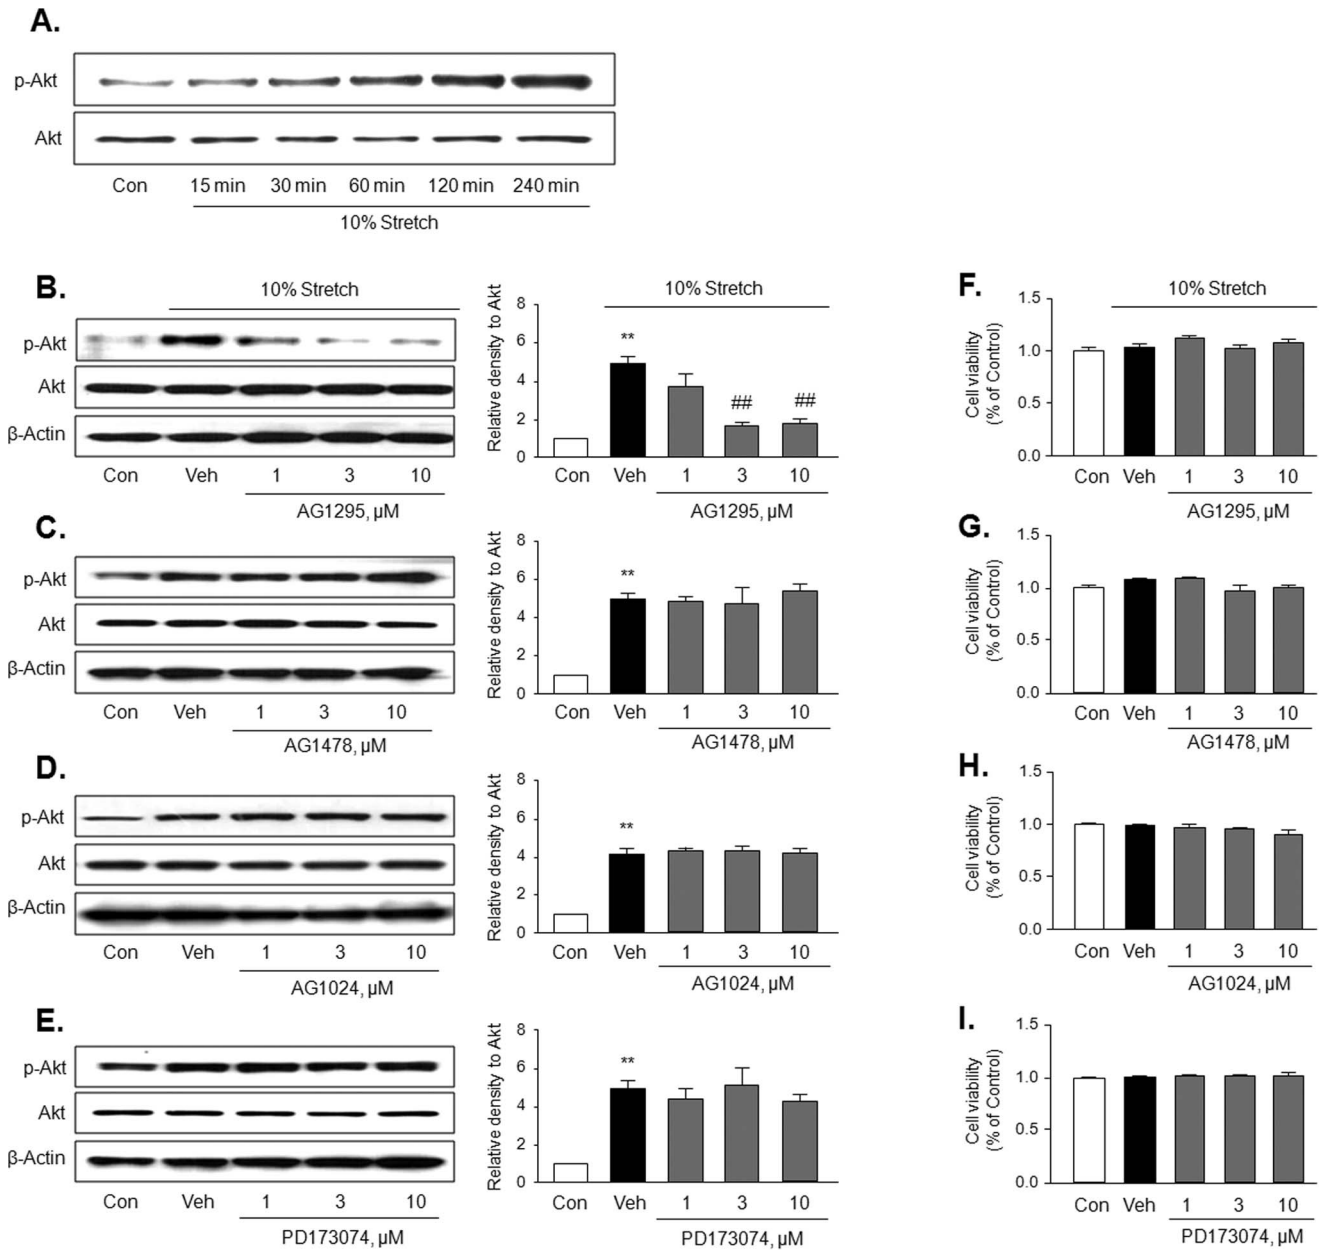 A.
p-Akt
Akt
Con 15 min 30 min 60 min 120 min 240 min
10% Stretch
B.
10% Stretch
p-Akt
Akt
β-Actin
Con Veh 1 3 10
AG1295, µM
Relative density to Akt
8
6
4
2
0
10% Stretch
**
##
##
Con Veh 1 3 10
AG1295, µM
F.
Cell viability
(% of Control)
1.5
1.0
0.5
0.0
10% Stretch
Con Veh 1 3 10
AG1295, µM
C.
p-Akt
Akt
β-Actin
Con Veh 1 3 10
AG1478, µM
Relative density to Akt
8
6
4
2
0
**
Con Veh 1 3 10
AG1478, µM
G.
Cell viability
(% of Control)
1.5
1.0
0.5
0.0
Con Veh 1 3 10
AG1478, µM
D.
p-Akt
Akt
β-Actin
Con Veh 1 3 10
AG1024, µM
Relative density to Akt
8
6
4
2
0
**
Con Veh 1 3 10
AG1024, µM
H.
Cell viability
(% of Control)
1.5
1.0
0.5
0.0
Con Veh 1 3 10
AG1024, µM
E.
p-Akt
Akt
β-Actin
Con Veh 1 3 10
PD173074, µM
Relative density to Akt
8
6
4
2
0
**
Con Veh 1 3 10
PD173074, µM
I.
Cell viability
(% of Control)
1.5
1.0
0.5
0.0
Con Veh 1 3 10
PD173074, µM